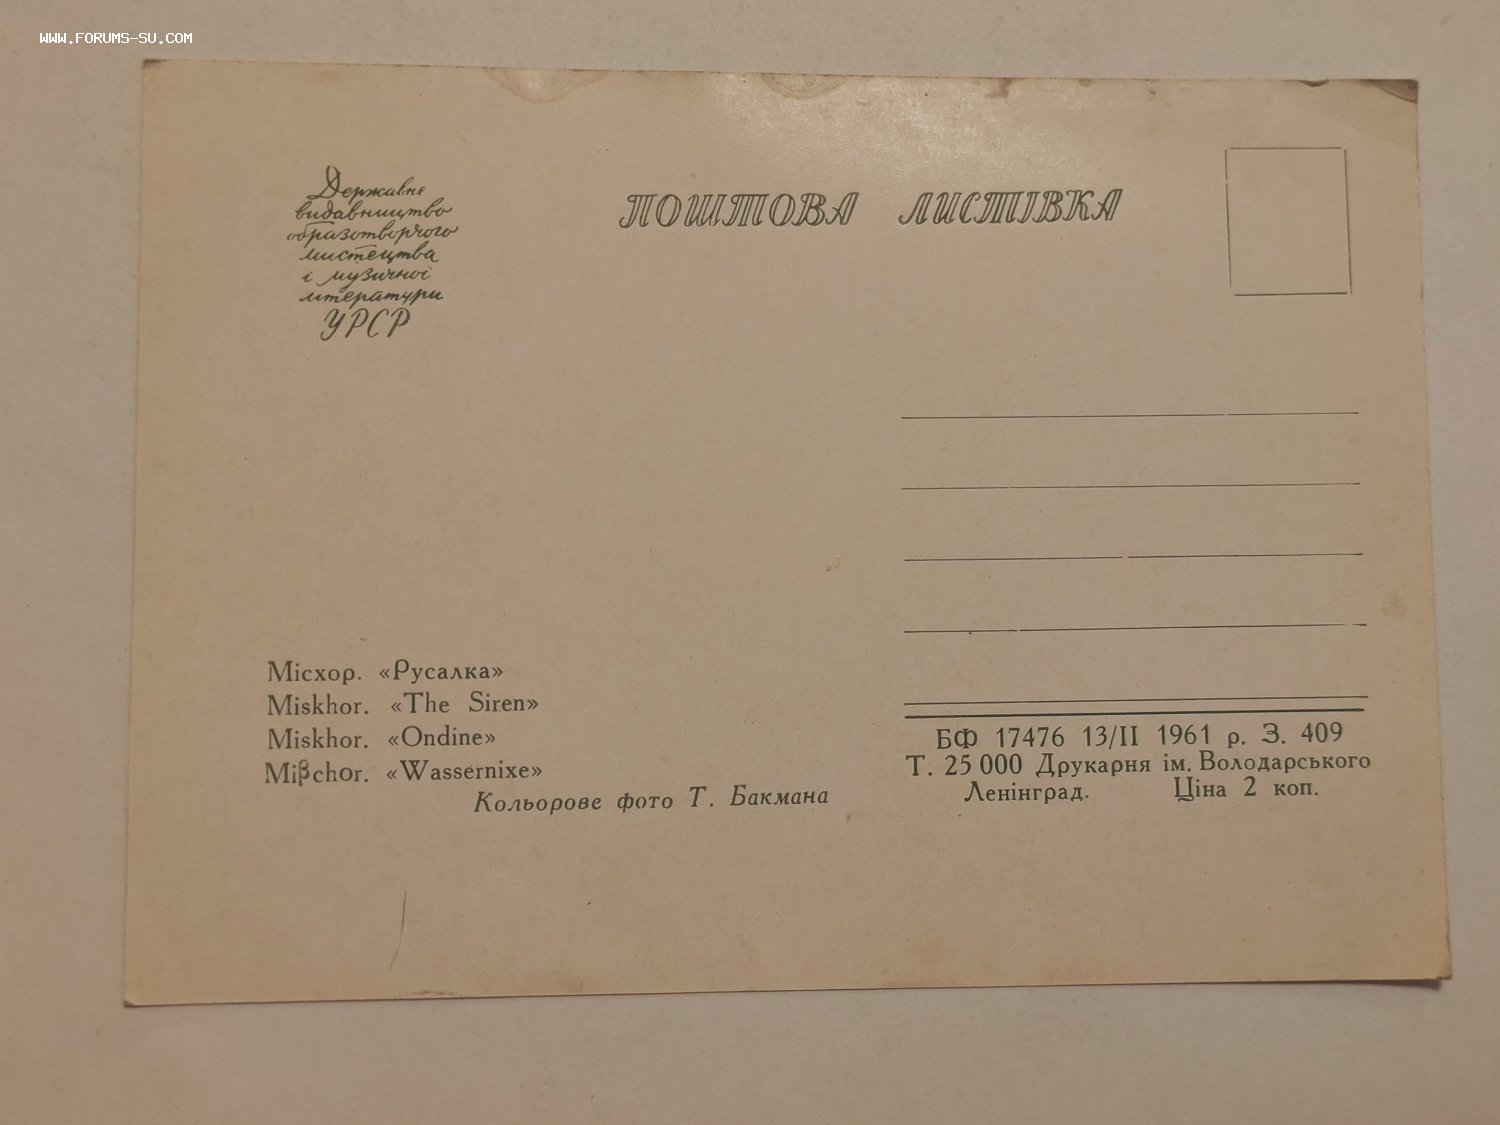 WWW.FORUMS-SU.COM
Державне
видавництво
образотворчого
мистецтва
і музичної
літератури
УРСР
ПОШТОВА ЛИСТІВКА
Місхор. «Русалка»
Miskhor. «The Siren»
Miskhor. «Ondine»
Mißchor. «Wassernixe»
Кольорове фото Т. Бакмана
БФ 17476 13/II 1961 р. З. 409
Т. 25 000 Друкарня ім. Володарського
Ленінград. Ціна 2 коп.